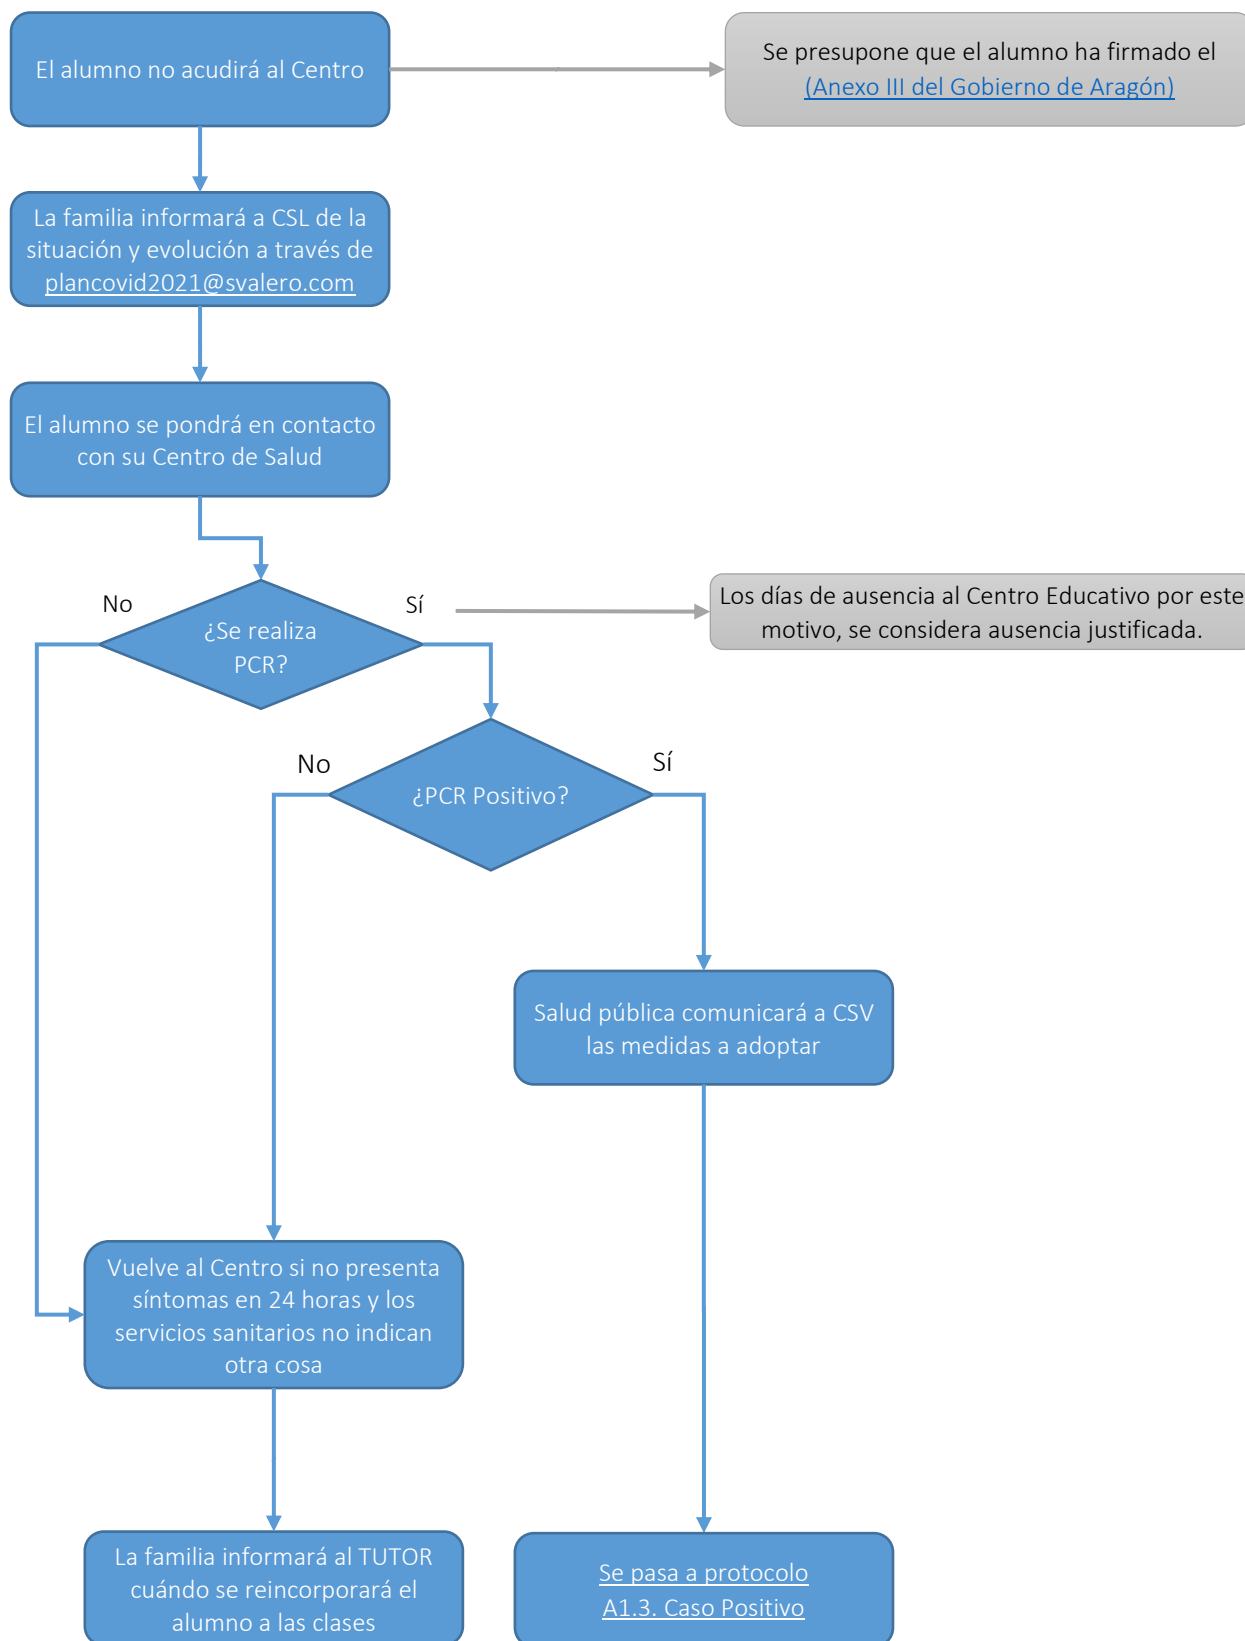 El alumno no acudirá al Centro
Se presupone que el alumno ha firmado el
(Anexo III del Gobierno de Aragón)
La familia informará a CSL de la
situación y evolución a través de
plancovid2021@svalero.com
El alumno se pondrá en contacto
con su Centro de Salud
No
Sí
¿Se realiza
PCR?
Los días de ausencia al Centro Educativo por este
motivo, se considera ausencia justificada.
No
Sí
¿PCR Positivo?
Salud pública comunicará a CSV
las medidas a adoptar
Vuelve al Centro si no presenta
síntomas en 24 horas y los
servicios sanitarios no indican
otra cosa
La familia informará al TUTOR
cuándo se reincorporará el
alumno a las clases
Se pasa a protocolo
A1.3. Caso Positivo